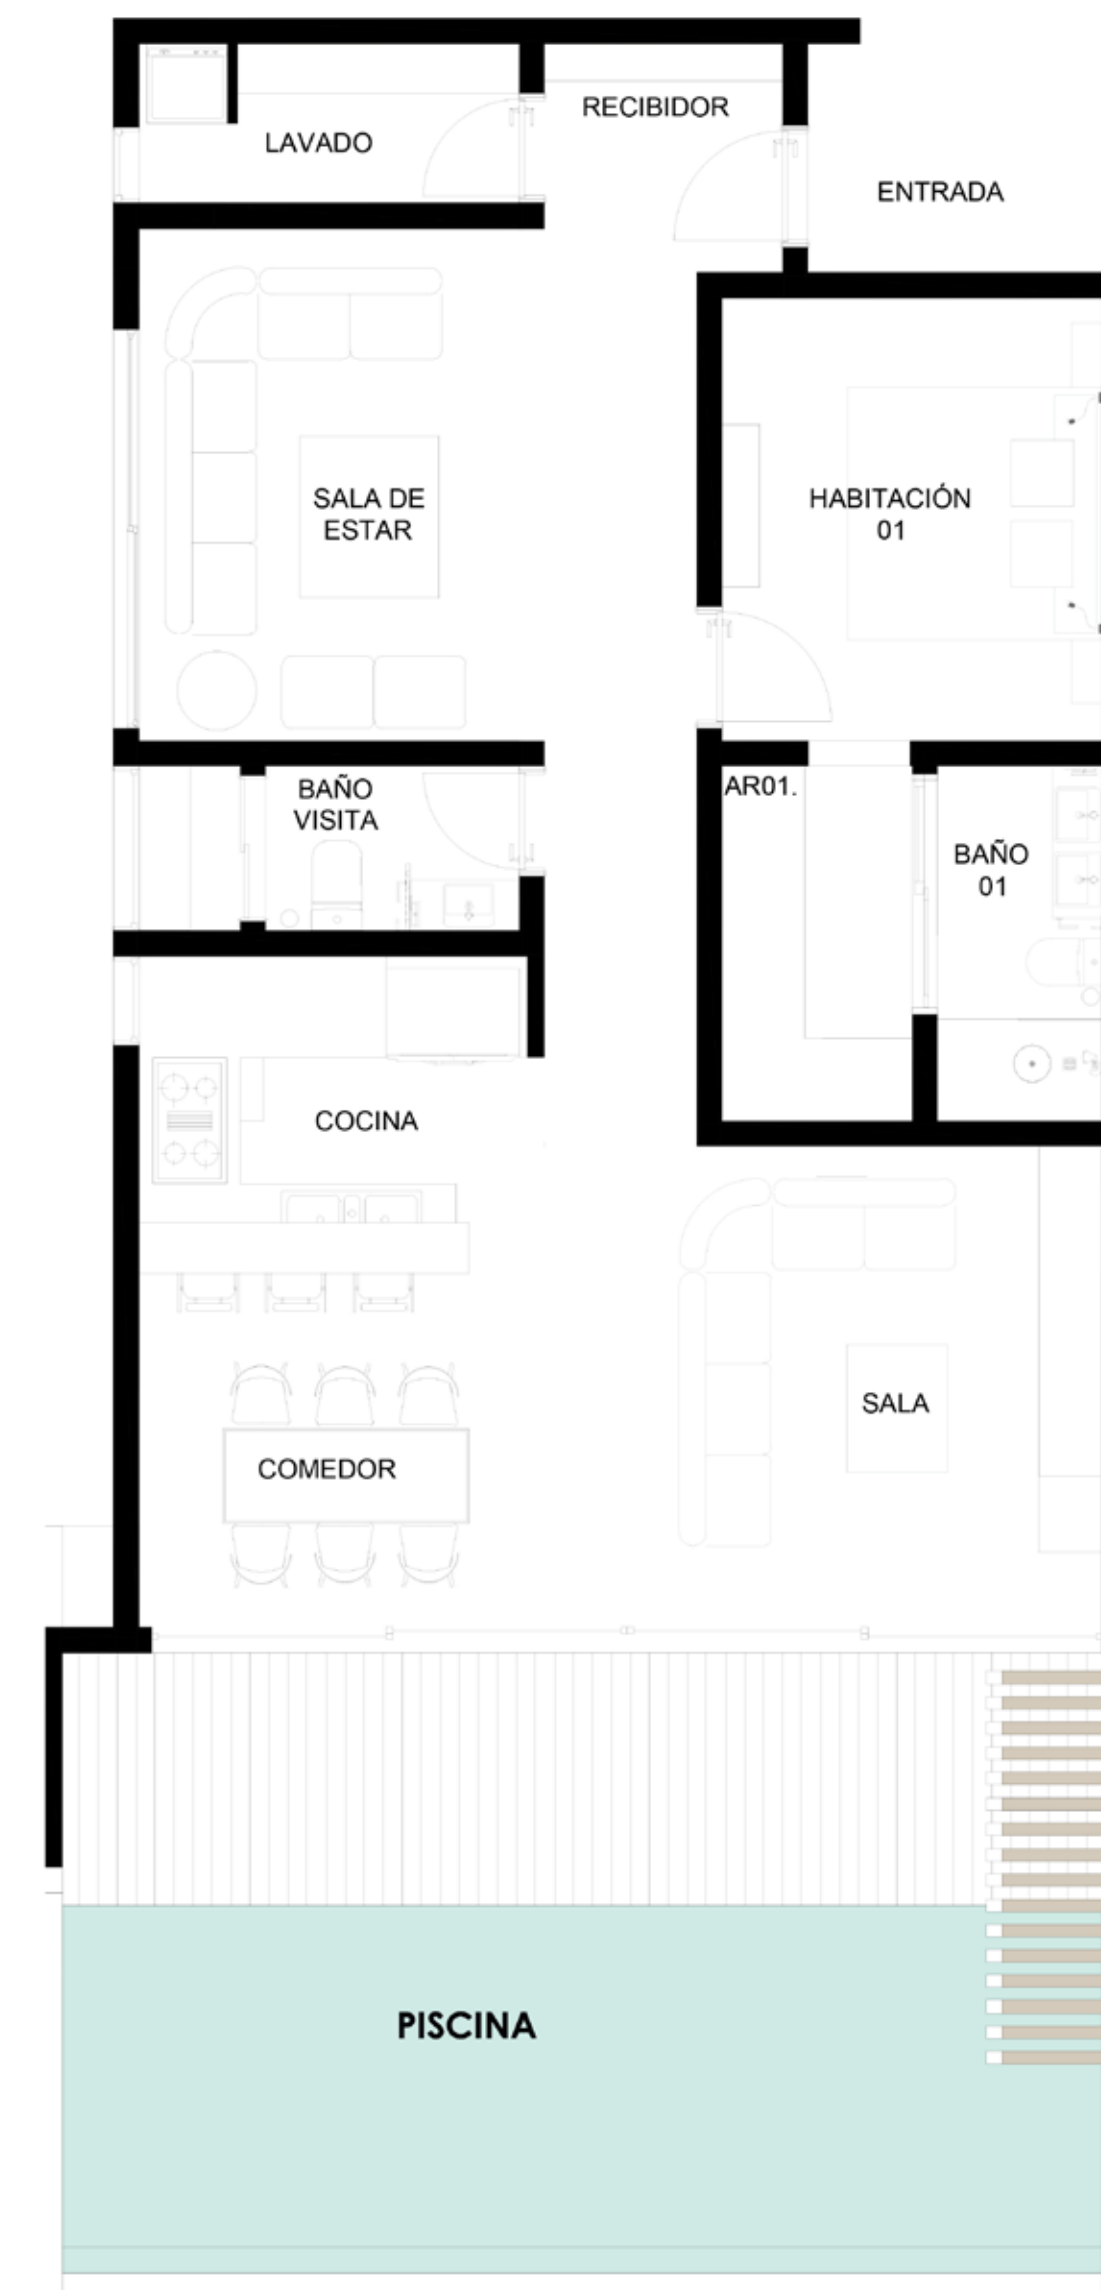 RECIBIDOR
LAVADO
ENTRADA
SALA DE
ESTAR
HABITACIÓN
01
BAÑO
VISITA
AR01.
BAÑO
01
COCINA
SALA
COMEDOR
PISCINA